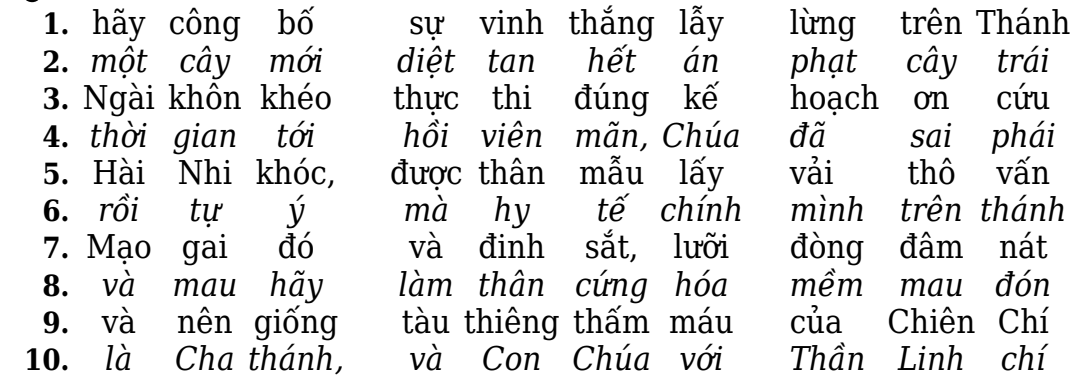 1. hãy công bố sự vinh thắng lẫy lừng trên Thánh
2. một cây mới diệt tan hết án phạt cây trái
3. Ngài khôn khéo thực thi đúng kế hoạch ơn cứu
4. thời gian tới hồi viên mãn, Chúa đã sai phái
5. Hài Nhi khóc, được thân mẫu lấy vải thô vấn
6. rồi tự ý mà hy tế chính mình trên thánh
7. Mạo gai đó và đinh sắt, lưỡi đòng đâm nát
8. và mau hãy làm thân cứng hóa mềm mau đón
9. và nên giống tàu thiêng thấm máu của Chiên Chí
10. là Cha thánh, và Con Chúa với Thần Linh chí